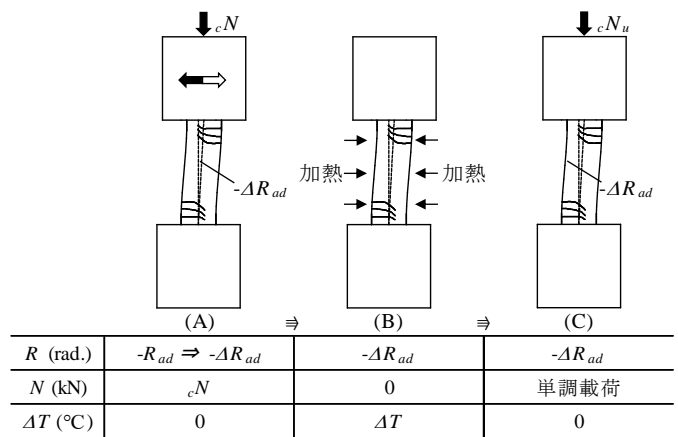 cN
cNu
加熱
加熱
-ΔRad
-ΔRad
-ΔRad
(A) ⇛ (B) ⇛ (C)
R (rad.) -Rad ⇒ -ΔRad -ΔRad -ΔRad
N (kN) cN 0 単調載荷
ΔT (°C) 0 ΔT 0